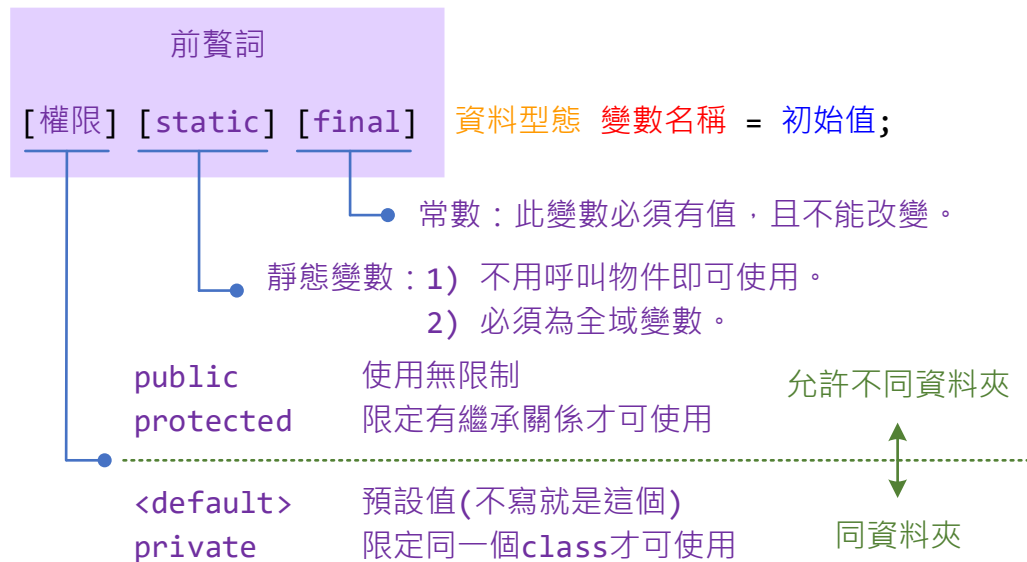 前贅詞
[權限] [static] [final] 資料型態 變數名稱 = 初始值;
常數：此變數必須有值，且不能改變。
靜態變數：1) 不用呼叫物件即可使用。
2) 必須為全域變數。
public 使用無限制
允許不同資料夾
protected 限定有繼承關係才可使用
<default> 預設值(不寫就是這個)
同資料夾
private 限定同一個class才可使用